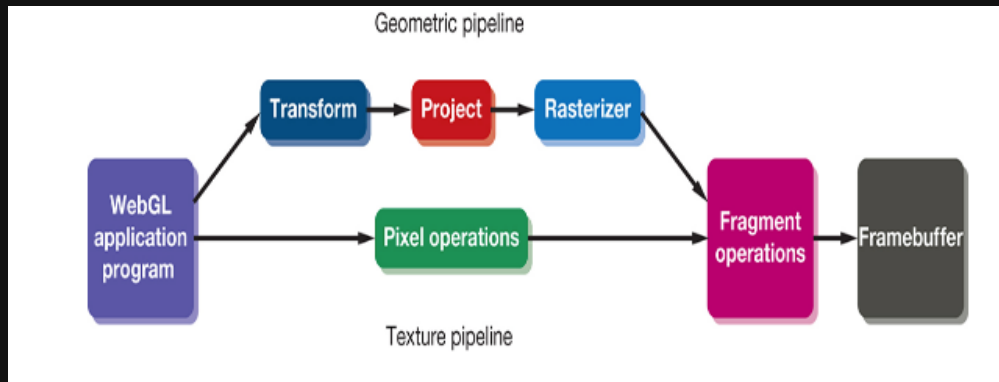 Geometric pipeline
Transform
Project
Rasterizer
WebGL
application
program
Pixel operations
Fragment
operations
Framebuffer
Texture pipeline